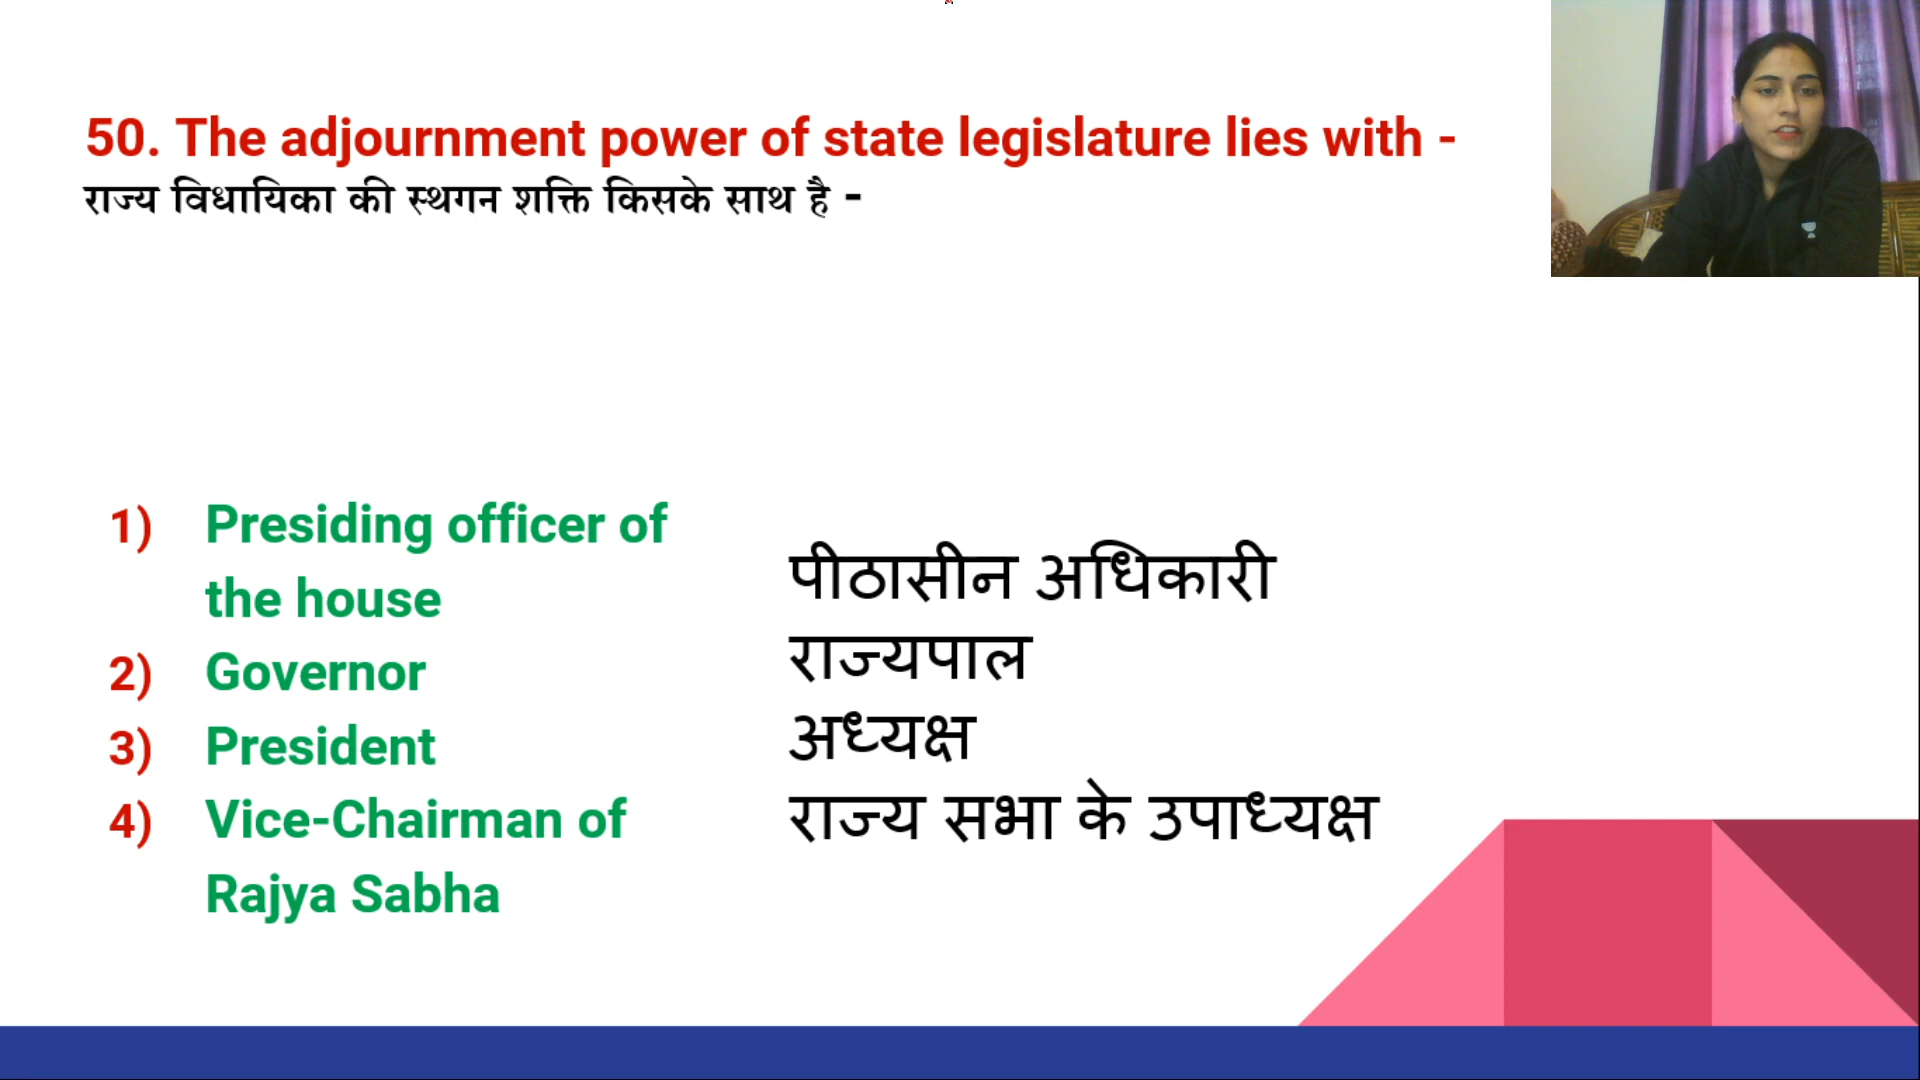 50. The adjournment power of state legislature lies with -
राज्य विधायिका की स्थगन शक्ति किसके साथ है -
1) Presiding officer of
the house
2) Governor
3) President
4) Vice-Chairman of
Rajya Sabha
पीठासीन अधिकारी
राज्यपाल
अध्यक्ष
राज्य सभा के उपाध्यक्ष